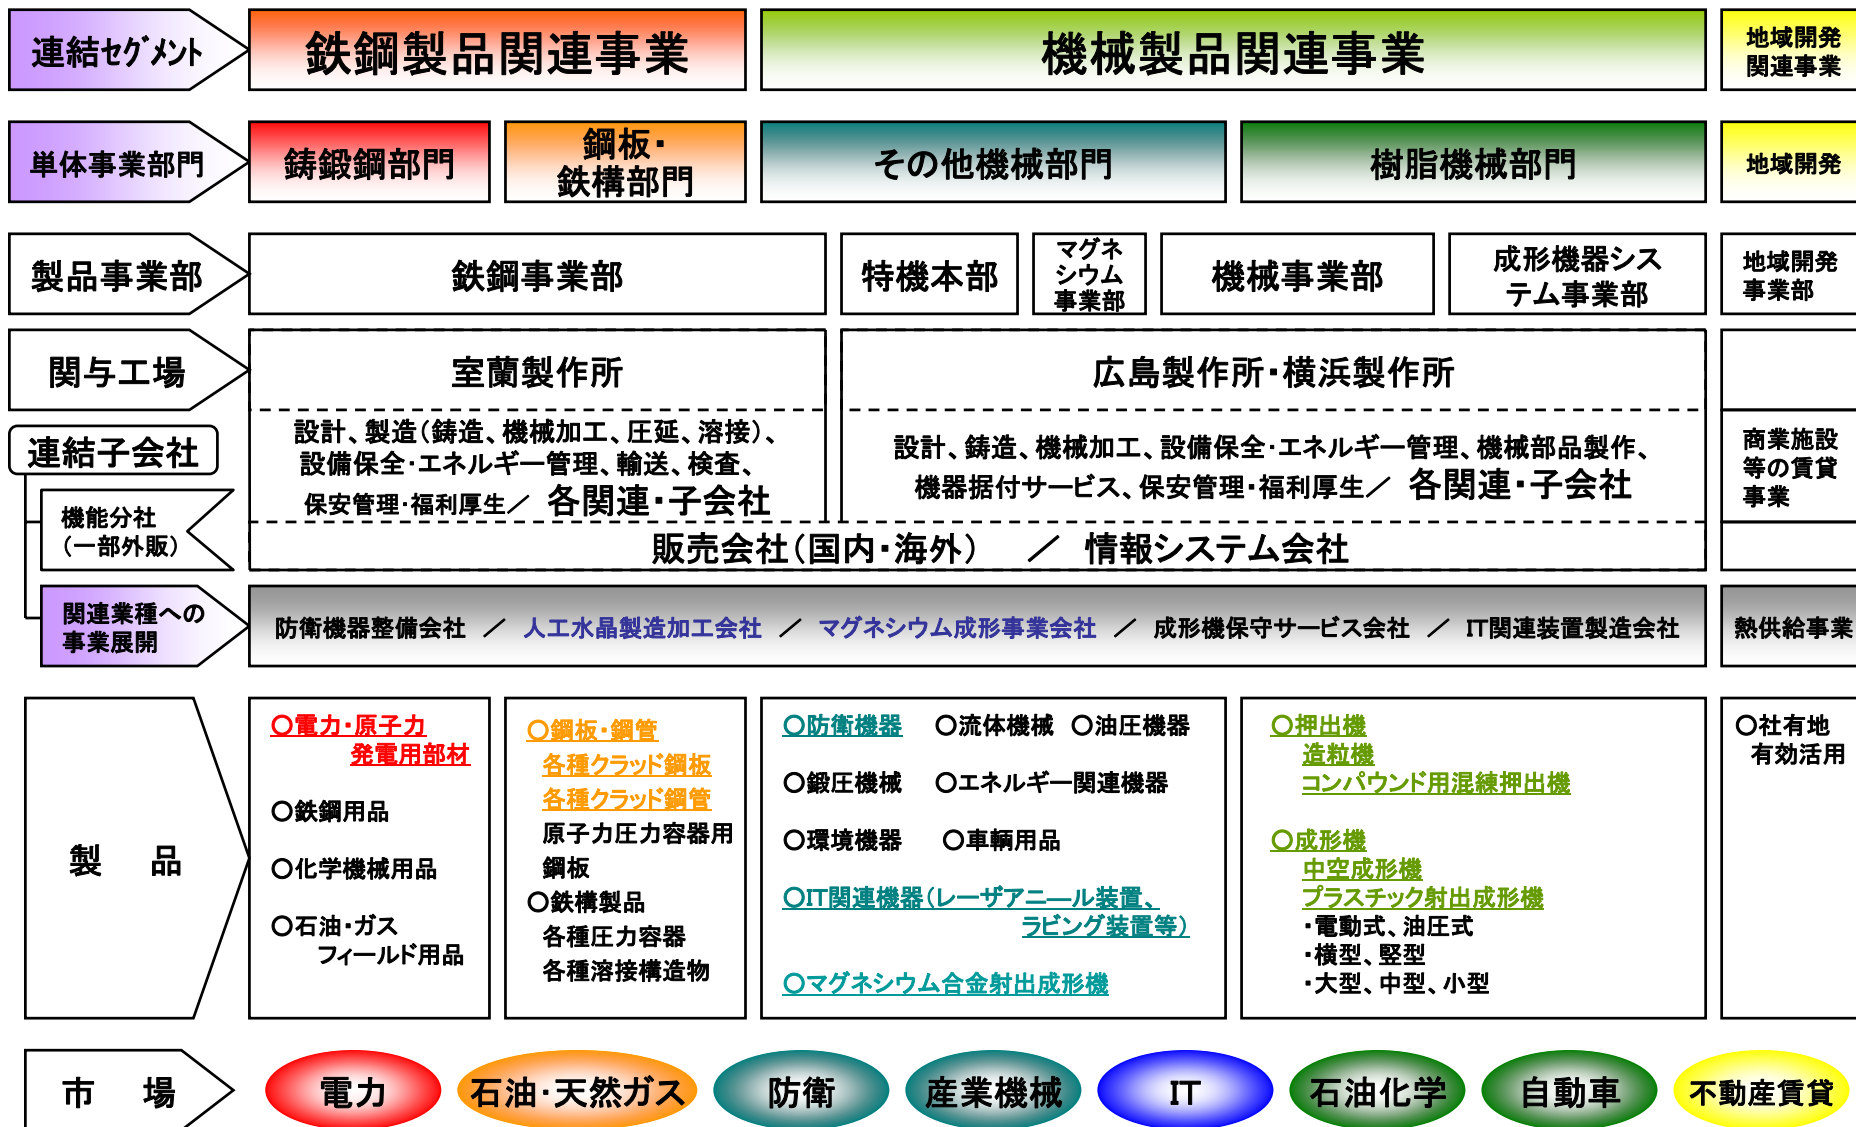 連結セグメント
鉄鋼製品関連事業
機械製品関連事業
地域開発
関連事業
単体事業部門
鋳鍛鋼部門
鋼板・
鉄構部門
その他機械部門
樹脂機械部門
地域開発
製品事業部
鉄鋼事業部
特機本部
マグネ
シウム
事業部
機械事業部
成形機器シス
テム事業部
地域開発
事業部
関与工場
室蘭製作所
広島製作所・横浜製作所
連結子会社
設計、製造(鋳造、機械加工、圧延、溶接)、
設備保全・エネルギー管理、輸送、検査、
保安管理・福利厚生／ 各関連・子会社
設計、鋳造、機械加工、設備保全・エネルギー管理、機械部品製作、
機器据付サービス、保安管理・福利厚生／ 各関連・子会社
商業施設
等の賃貸
事業
機能分社
(一部外販)
販売会社(国内・海外) ／ 情報システム会社
関連業種への
事業展開
防衛機器整備会社 ／ 人工水晶製造加工会社 ／ マグネシウム成形事業会社 ／ 成形機保守サービス会社 ／ IT関連装置製造会社
熱供給事業
製 品
○電力・原子力
発電用部材
○鉄鋼用品
○化学機械用品
○石油・ガス
フィールド用品
○鋼板・鋼管
各種クラッド鋼板
各種クラッド鋼管
原子力圧力容器用
鋼板
○鉄構製品
各種圧力容器
各種溶接構造物
○防衛機器 ○流体機械 ○油圧機器
○鍛圧機械 ○エネルギー関連機器
○環境機器 ○車輌用品
○IT関連機器(レーザアニール装置、
ラビング装置等)
○マグネシウム合金射出成形機
○押出機
造粒機
コンパウンド用混練押出機
○成形機
中空成形機
プラスチック射出成形機
・電動式、油圧式
・横型、竪型
・大型、中型、小型
○社有地
有効活用
市 場
電力
石油・天然ガス
防衛
産業機械
IT
石油化学
自動車
不動産賃貸